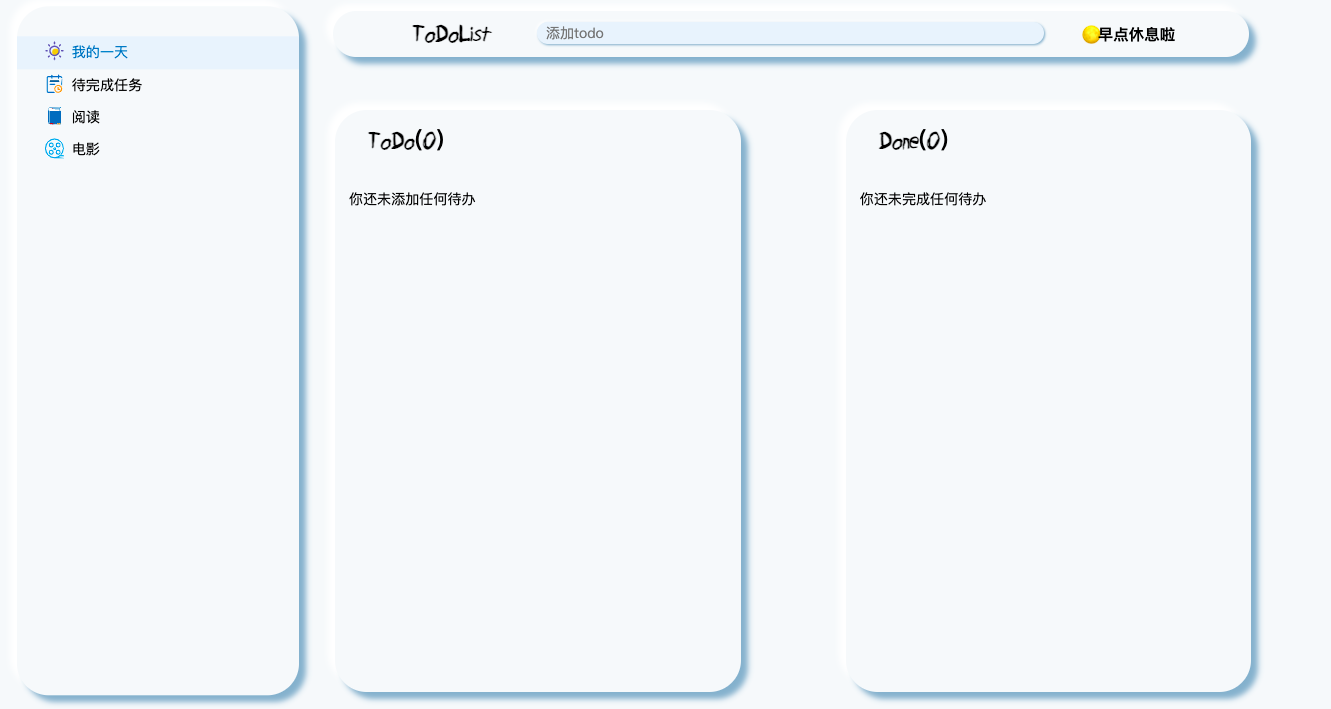 我的一天
待完成任务
阅读
电影
ToDoList
添加todo
早点休息啦
ToDo(0)
你还未添加任何待办
Done(0)
你还未完成任何待办